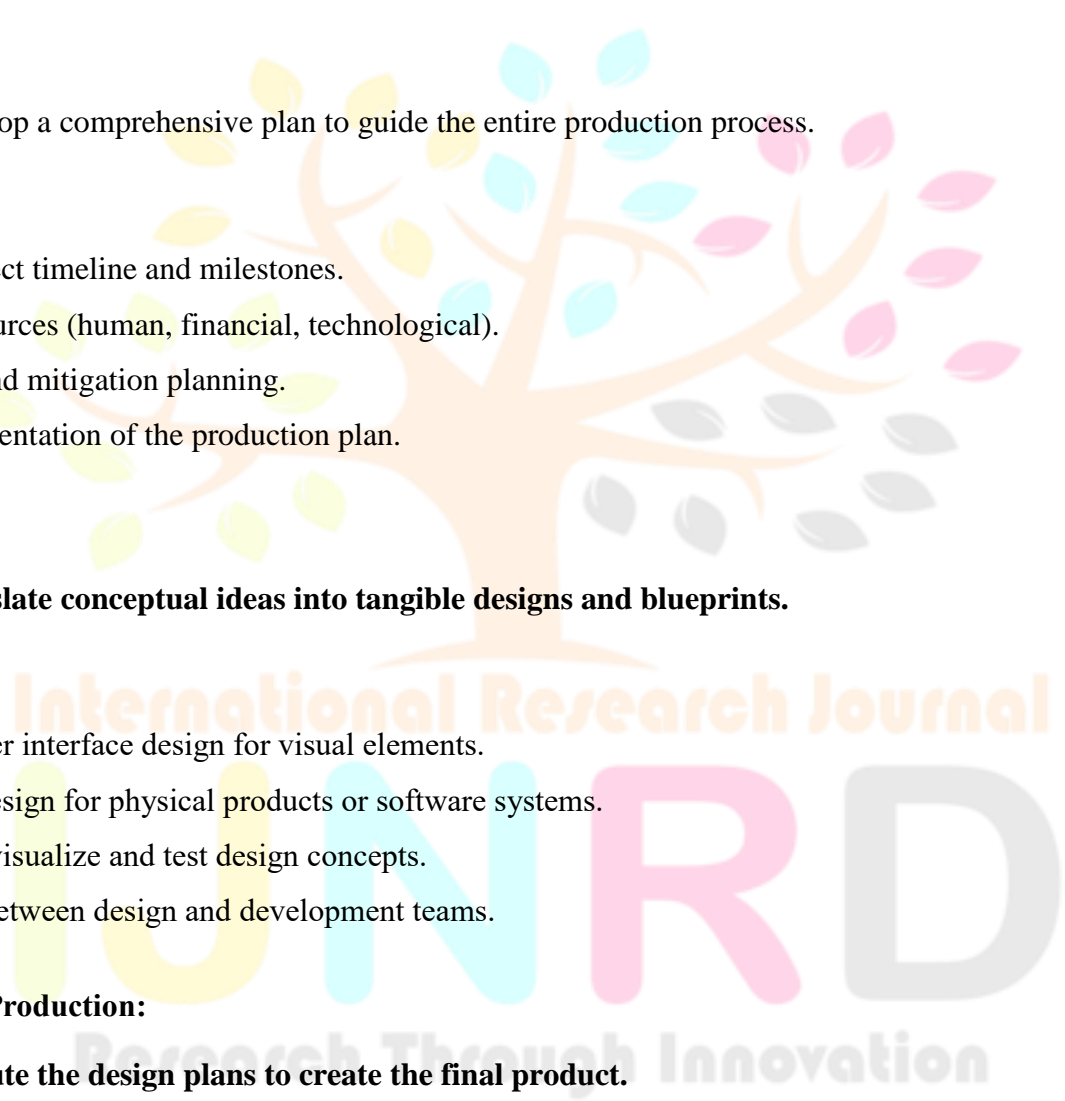 op a comprehensive plan to guide the entire production process.
ct timeline and milestones.
urces (human, financial, technological).
nd mitigation planning.
entation of the production plan.
slate conceptual ideas into tangible designs and blueprints.
International Research Journal
er interface design for visual elements.
esign for physical products or software systems.
visualize and test design concepts.
etween design and development teams.
IJNRD
Production:
Research Through Innovation
ute the design plans to create the final product.